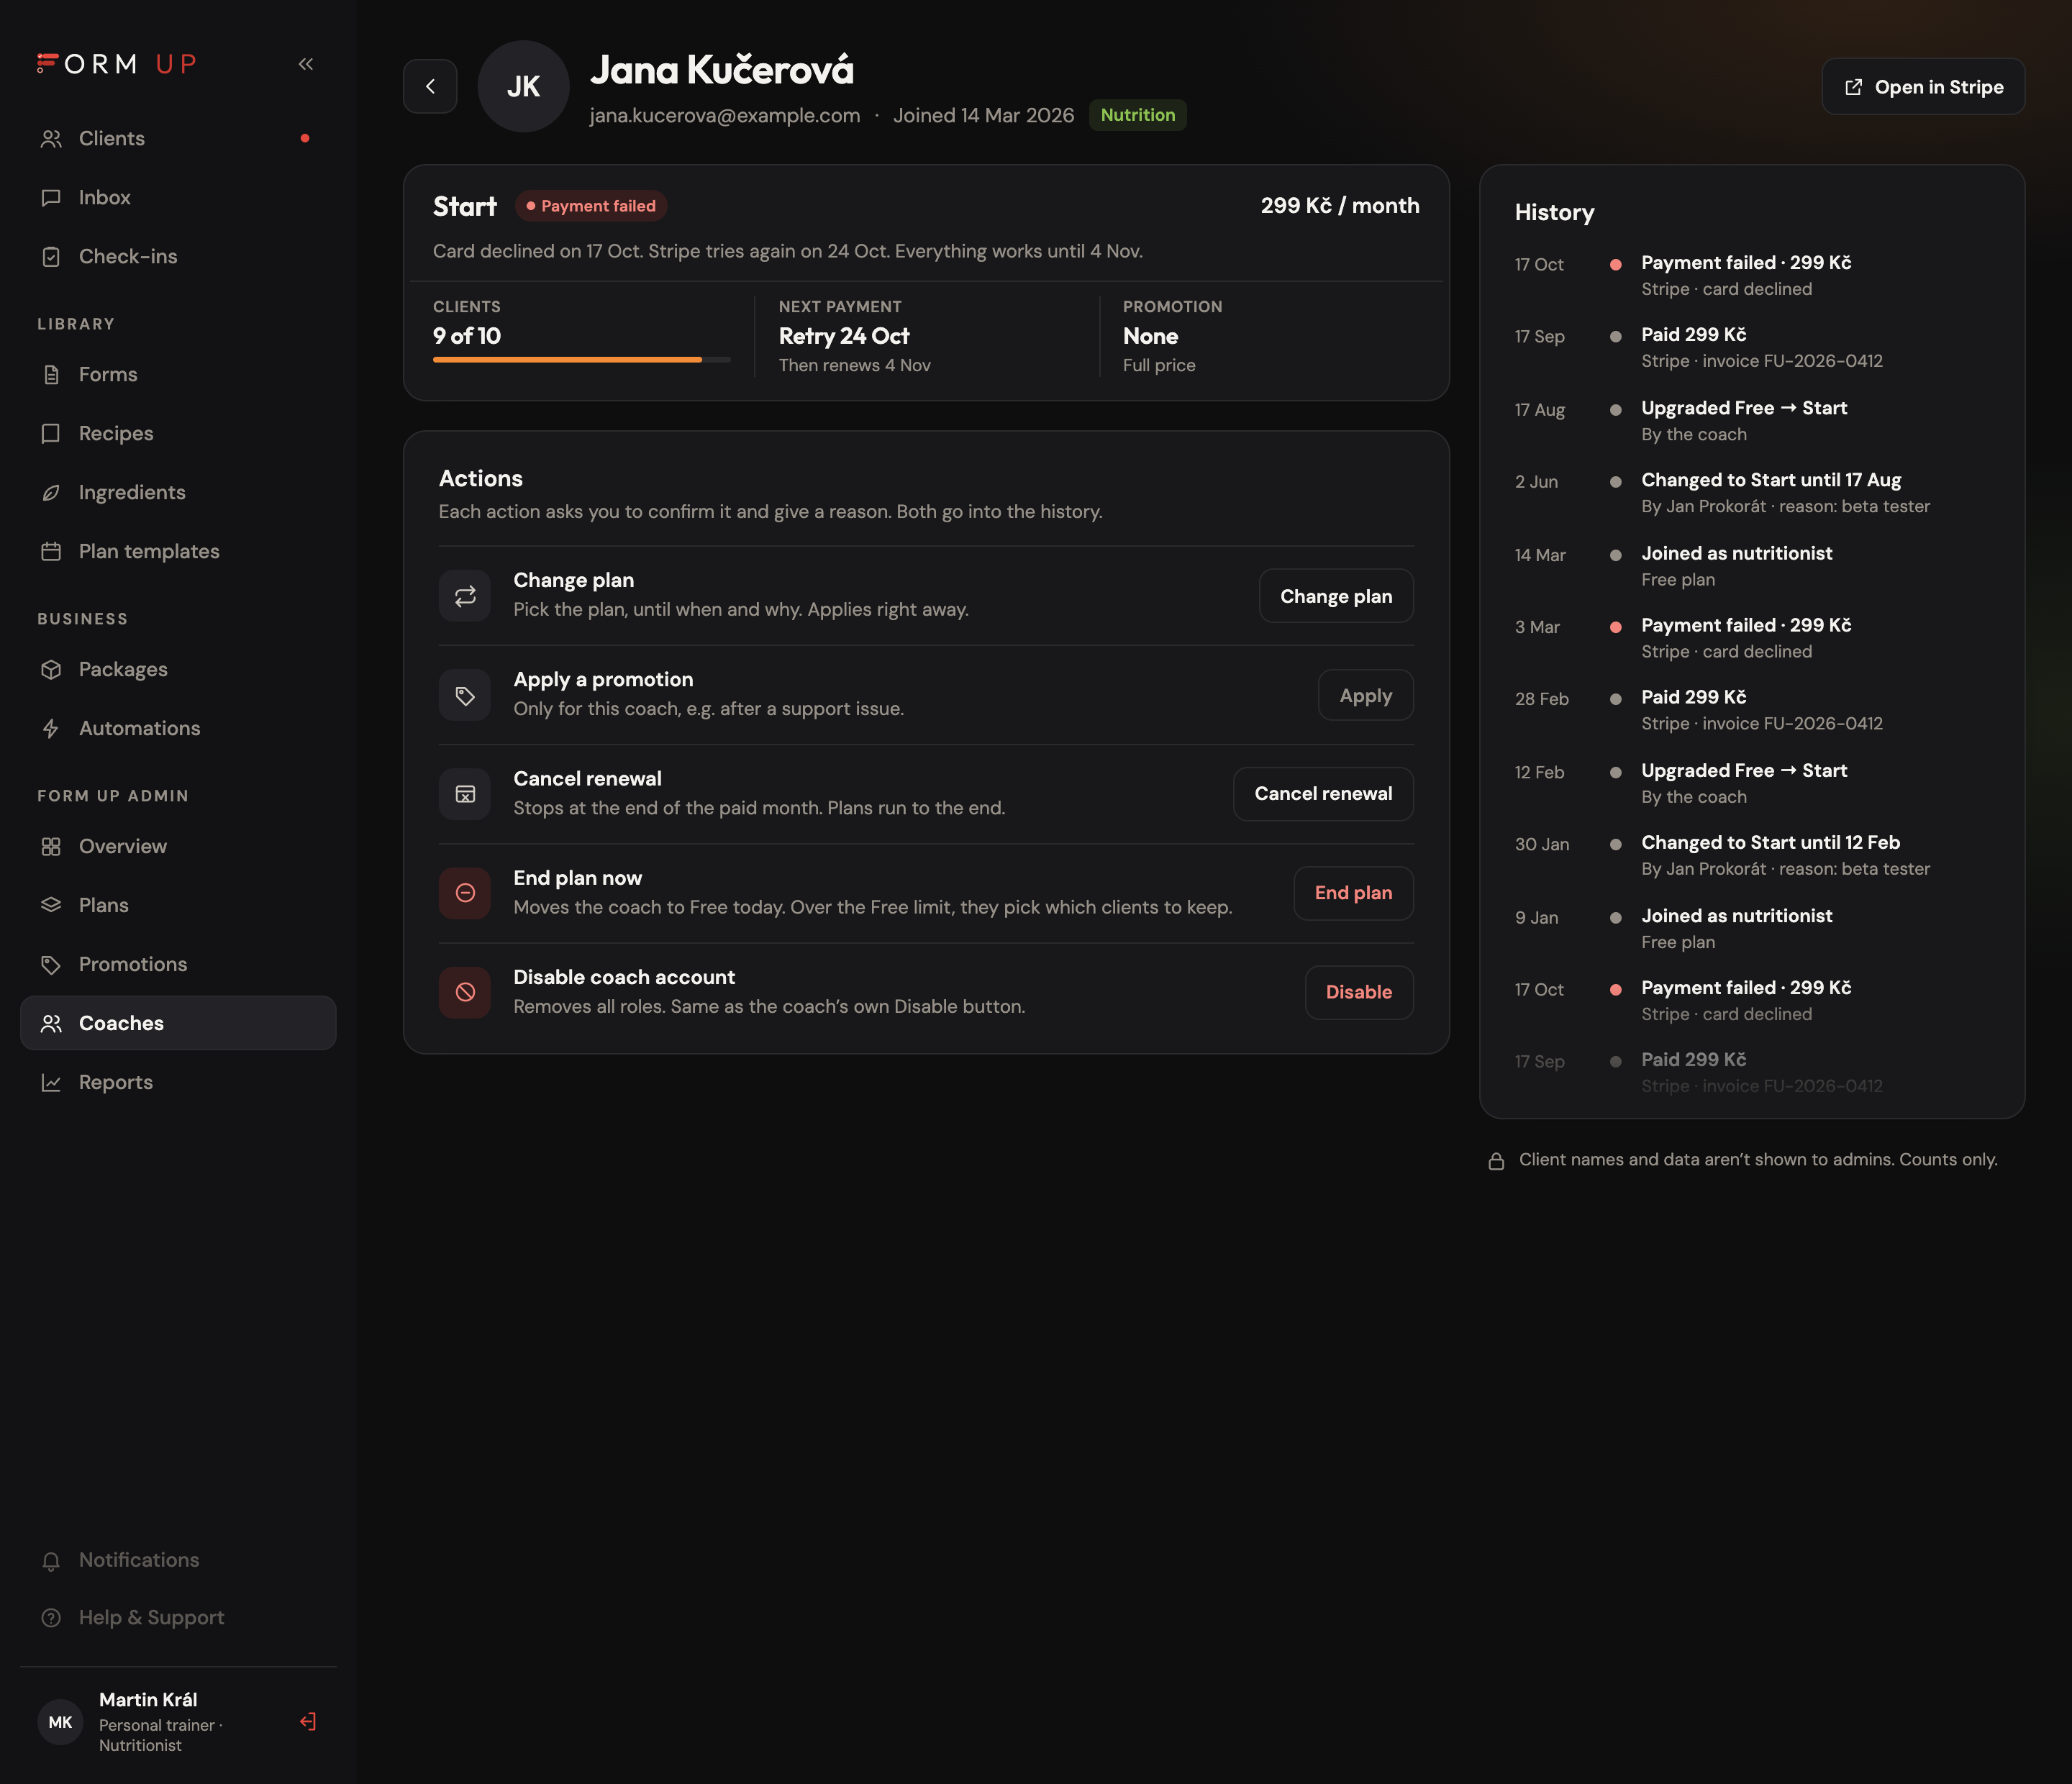 FORM UP
Clients
Inbox
Check-ins
LIBRARY
Forms
Recipes
Ingredients
Plan templates
BUSINESS
Packages
Automations
FORM UP ADMIN
Overview
Plans
Promotions
Coaches
Reports
Notifications
Help & Support
MK
Martin Král
Personal trainer ·
Nutritionist
JK
Jana Kučerová
jana.kucerova@example.com · Joined 14 Mar 2026 Nutrition
Open in Stripe
Start Payment failed 299 Kč / month
Card declined on 17 Oct. Stripe tries again on 24 Oct. Everything works until 4 Nov.
CLIENTS
9 of 10
NEXT PAYMENT
Retry 24 Oct
Then renews 4 Nov
PROMOTION
None
Full price
Actions
Each action asks you to confirm it and give a reason. Both go into the history.
Change plan
Pick the plan, until when and why. Applies right away.
Change plan
Apply a promotion
Only for this coach, e.g. after a support issue.
Apply
Cancel renewal
Stops at the end of the paid month. Plans run to the end.
Cancel renewal
End plan now
Moves the coach to Free today. Over the Free limit, they pick which clients to keep.
End plan
Disable coach account
Removes all roles. Same as the coach’s own Disable button.
Disable
History
17 Oct Payment failed · 299 Kč
Stripe · card declined
17 Sep Paid 299 Kč
Stripe · invoice FU-2026-0412
17 Aug Upgraded Free → Start
By the coach
2 Jun Changed to Start until 17 Aug
By Jan Prokorát · reason: beta tester
14 Mar Joined as nutritionist
Free plan
3 Mar Payment failed · 299 Kč
Stripe · card declined
28 Feb Paid 299 Kč
Stripe · invoice FU-2026-0412
12 Feb Upgraded Free → Start
By the coach
30 Jan Changed to Start until 12 Feb
By Jan Prokorát · reason: beta tester
9 Jan Joined as nutritionist
Free plan
17 Oct Payment failed · 299 Kč
Stripe · card declined
17 Sep Paid 299 Kč
Stripe · invoice FU-2026-0412
Client names and data aren’t shown to admins. Counts only.